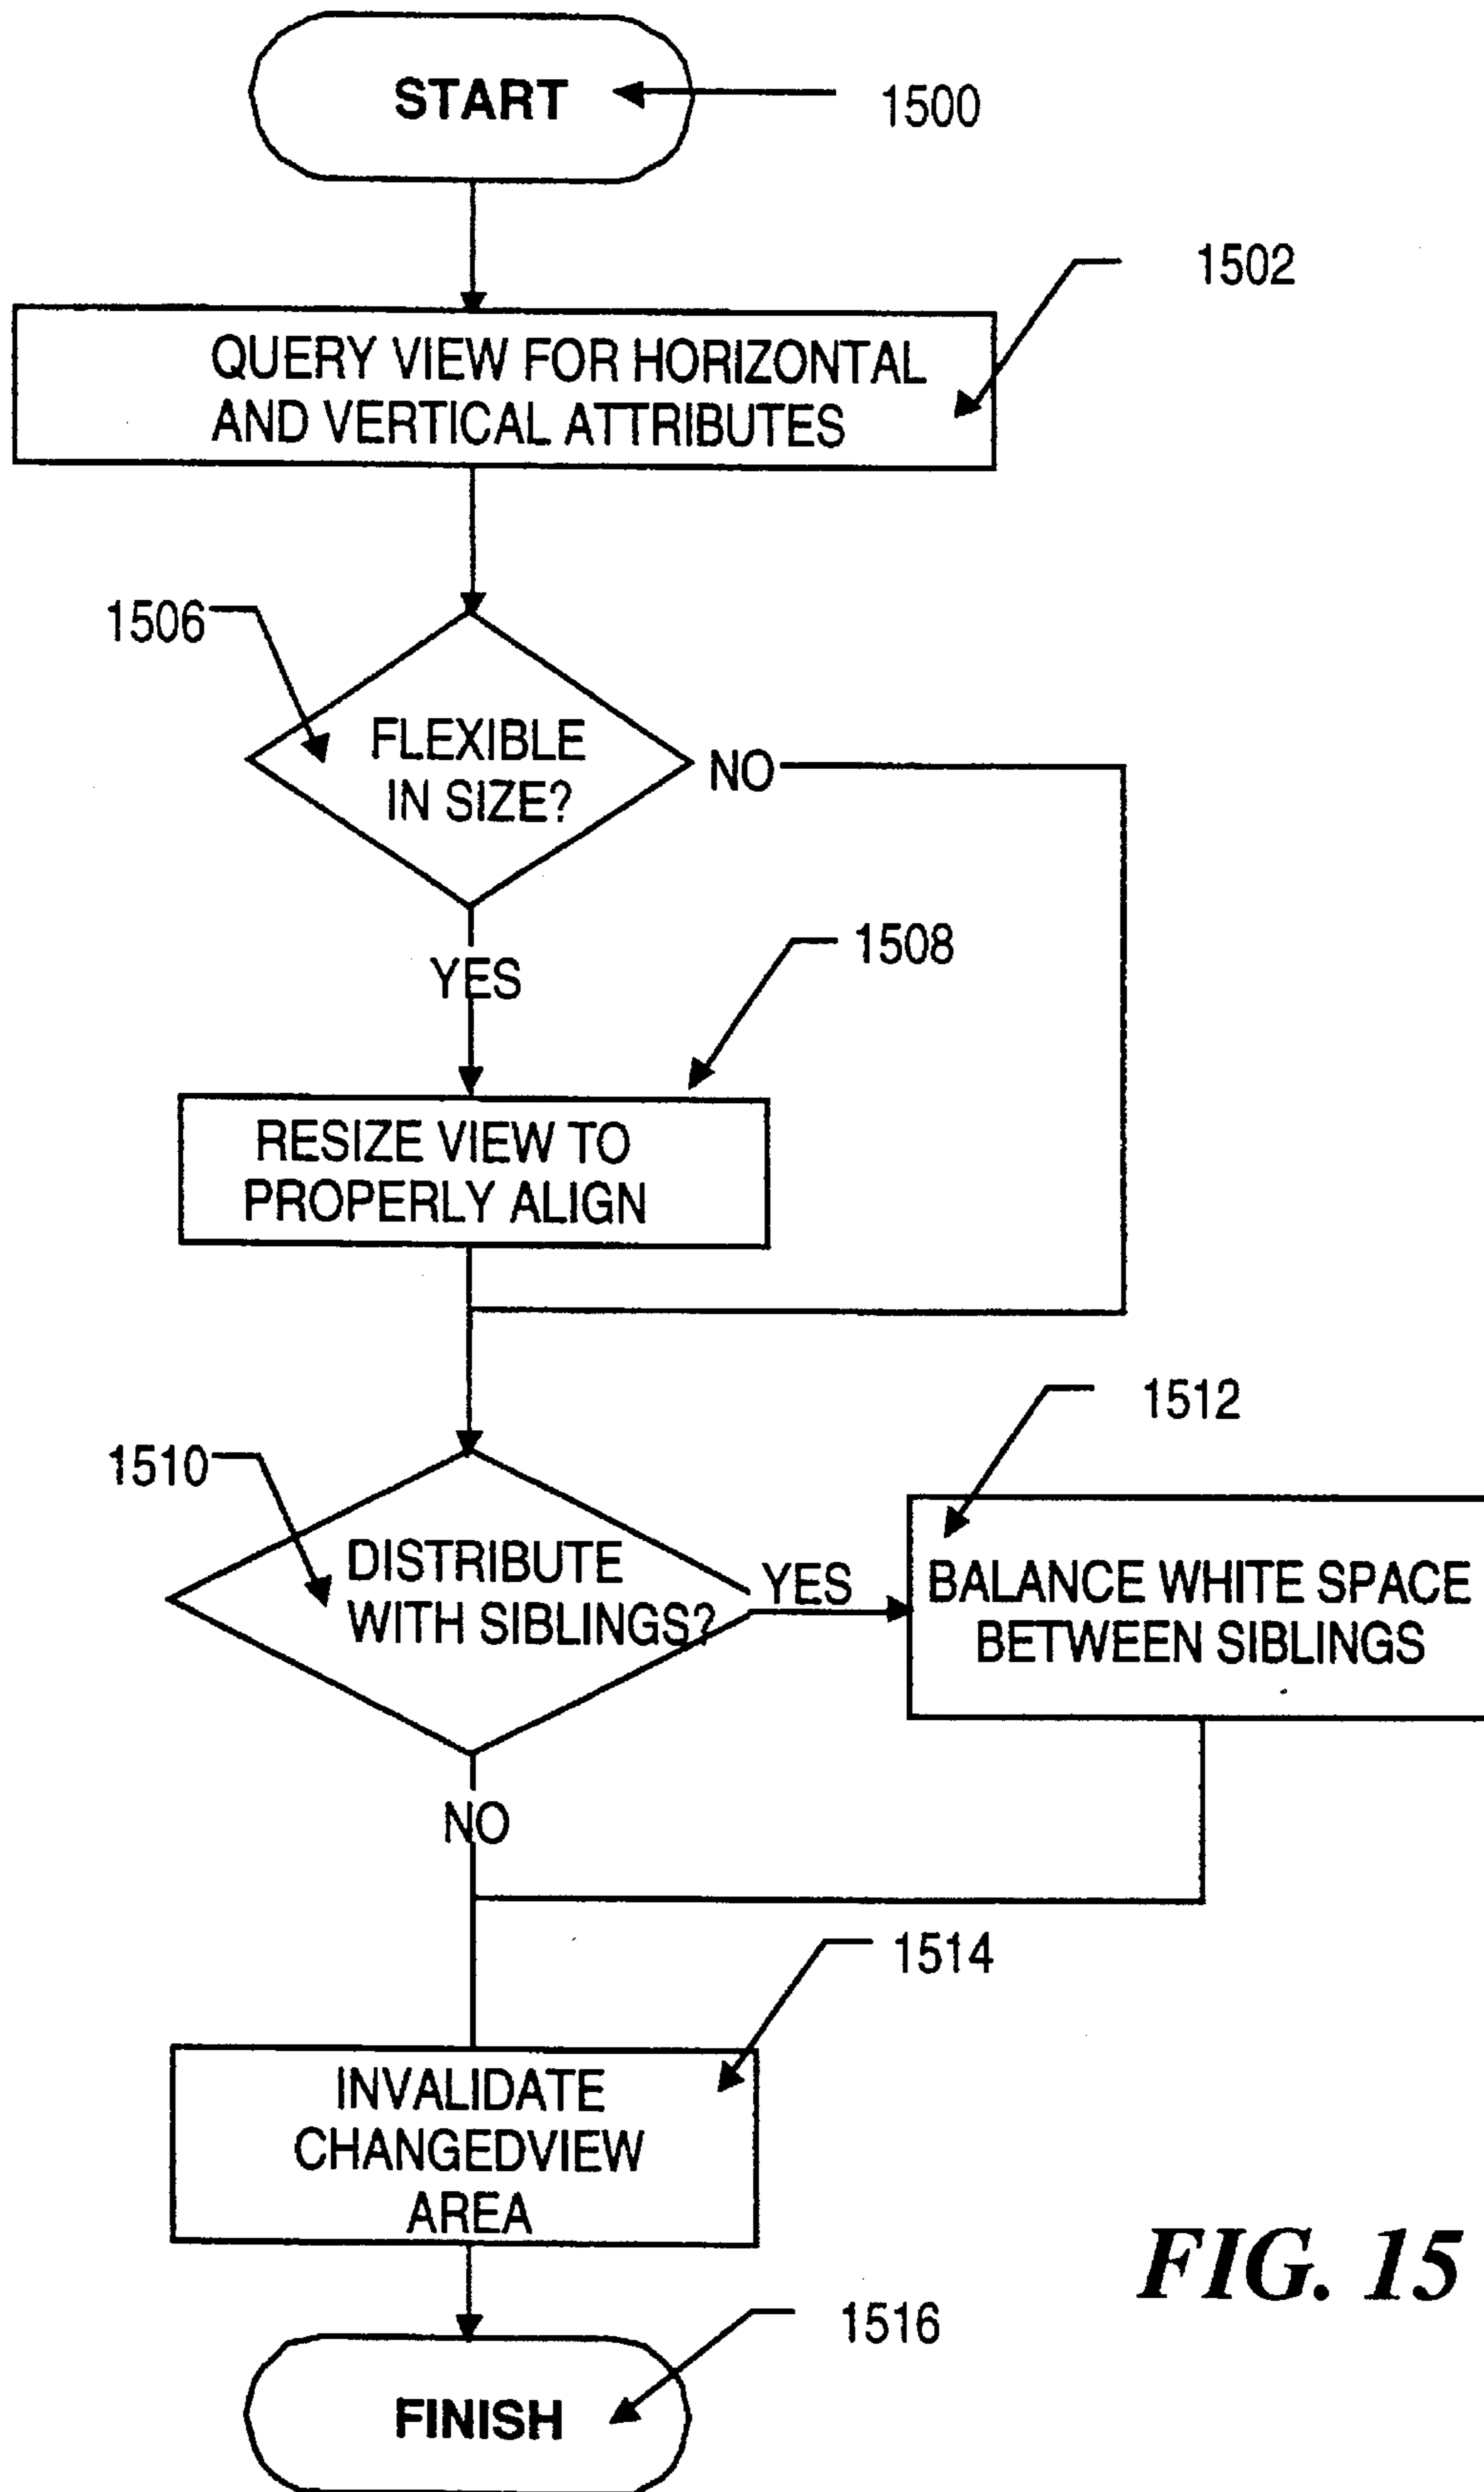 START
1500
1502
QUERY VIEW FOR HORIZONTAL
AND VERTICAL ATTRIBUTES
1506
FLEXIBLE
IN SIZE?
NO
YES
1508
RESIZE VIEW TO
PROPERLY ALIGN
1510
DISTRIBUTE
WITH SIBLINGS?
YES
1512
BALANCE WHITE SPACE
BETWEEN SIBLINGS
NO
1514
INVALIDATE
CHANGEDVIEW
AREA
FIG. 15
1516
FINISH